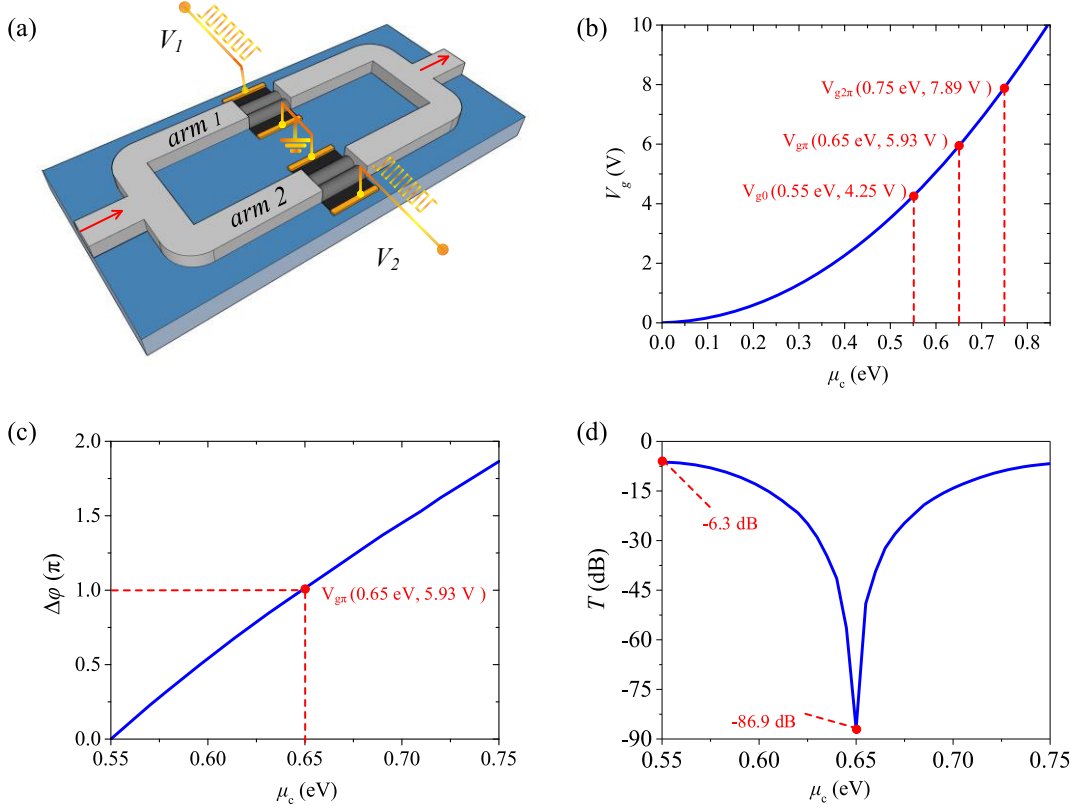 (a)
V1
arm 1
arm 2
V2
(b)
10
8
6
4
2
0
Vg (V)
Vg2π (0.75 eV, 7.89 V )
Vgπ (0.65 eV, 5.93 V )
Vg0 (0.55 eV, 4.25 V )
0.0 0.1 0.2 0.3 0.4 0.5 0.6 0.7 0.8
μc (eV)
(c)
2.0
1.5
1.0
0.5
0.0
Δφ (π)
Vgπ (0.65 eV, 5.93 V )
0.55 0.60 0.65 0.70 0.75
μc (eV)
(d)
0
-15
-30
-45
-60
-75
-90
T ((dB)
-6.3 dB
-86.9 dB
0.55 0.60 0.65 0.70 0.75
μc (eV)